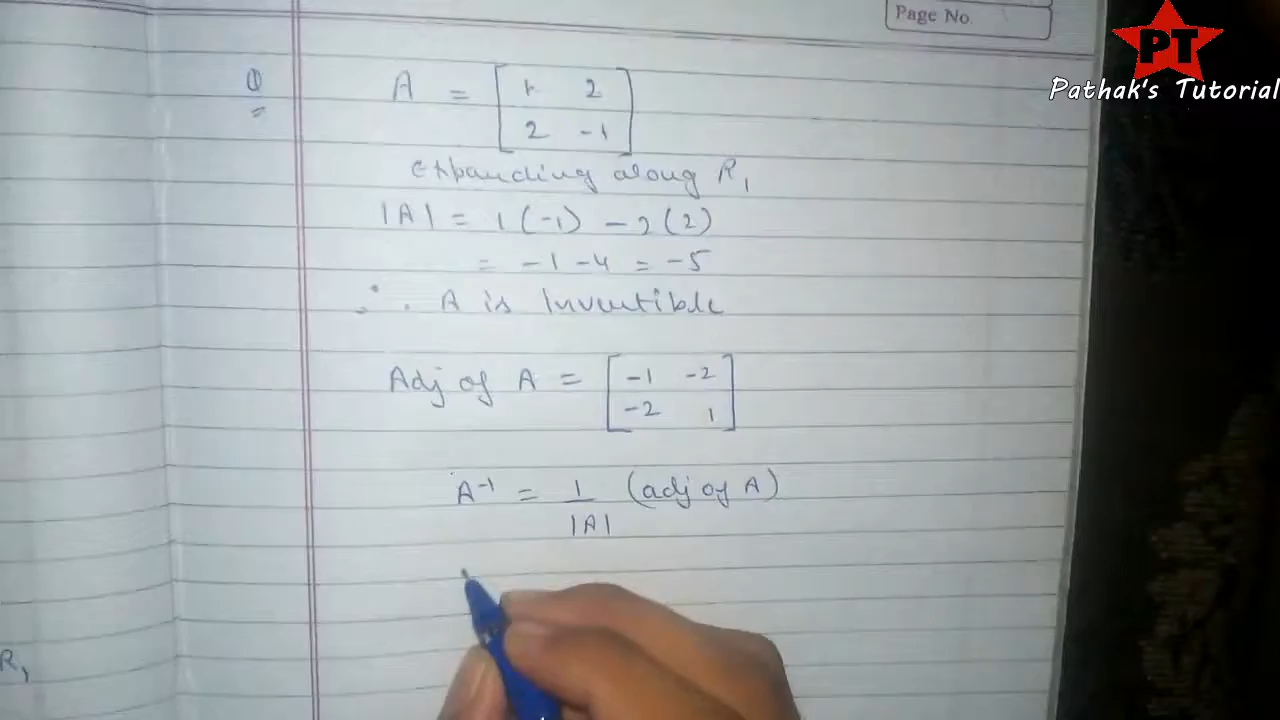 Page No.
PT
Pathak's Tutorial
Q
A = [ 1 2
2 -1 ]
expanding along R₁
|A| = 1(-1) - 2(2)
= -1 -4 = -5
∴ A is Invertible
Adj of A = [ -1 -2
-2 1 ]
A⁻¹ = 1/|A| (adj of A)
R₁